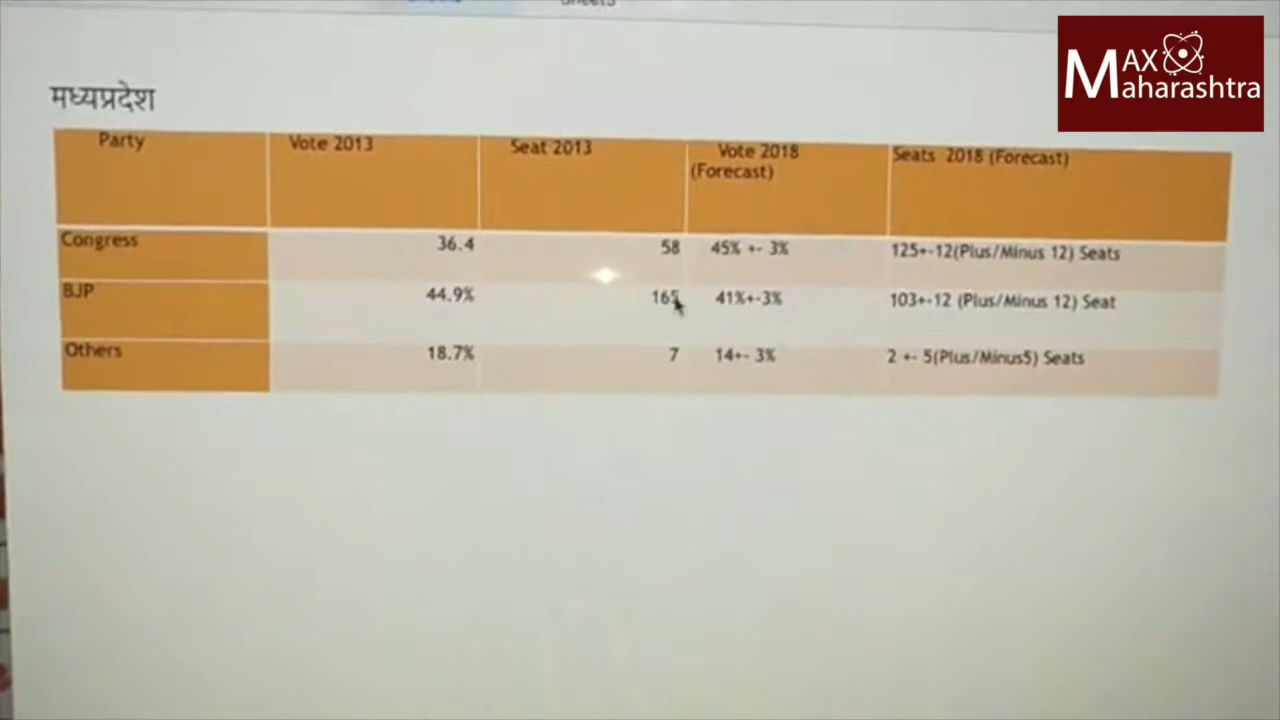 MAX
Maharashtra
मध्यप्रदेश
Party Vote 2013 Seat 2013 Vote 2018 (Forecast) Seats 2018 (Forecast)
Congress 36.4 58 45% +- 3% 125+-12(Plus/Minus 12) Seats
BJP 44.9% 165 41%+-3% 103+-12 (Plus/Minus 12) Seat
Others 18.7% 7 14+- 3% 2 +- 5(Plus/Minus5) Seats